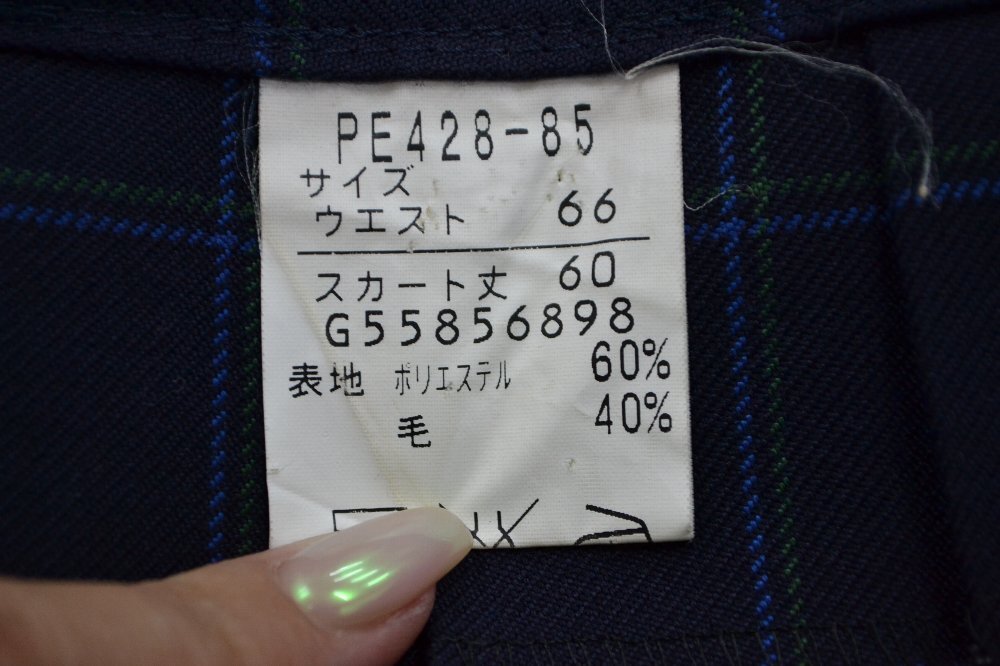 PE428-85
サイズ
ウエスト 66
スカート丈 60
G55856898
表地 ポリエステル 60%
毛 40%